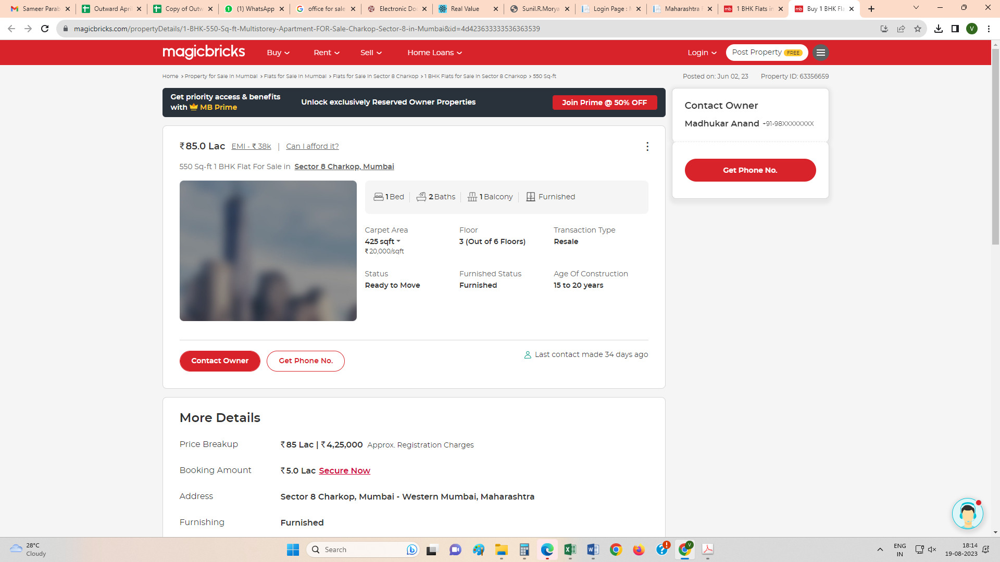 Sameer Parab
Outward April
Copy of Outw
(1) WhatsApp
office for sale
Electronic Do
Real Value
Sunil.R.Morya
Login Page :
Maharashtra
1 BHK Flats in
Buy 1 BHK Fla
magicbricks.com/propertyDetails/1-BHK-550-Sq-ft-Multistorey-Apartment-FOR-Sale-Charkop-Sector-8-in-Mumbai&id=4d423633333536363539
V
magicbricks
Buy
Rent
Sell
Home Loans
Login
Post Property FREE
Home > Property for Sale in Mumbai > Flats for Sale in Mumbai > Flats for Sale in Sector 8 Charkop > 1 BHK Flats for Sale in Sector 8 Charkop > 550 Sq-ft
Posted on: Jun 02, 23 Property ID: 63356659
Get priority access & benefits
with MB Prime
Unlock exclusively Reserved Owner Properties
Join Prime @ 50% OFF
Contact Owner
Madhukar Anand +91-98XXXXXXXX
Get Phone No.
₹85.0 Lac EMI - ₹ 38k | Can I afford it?
550 Sq-ft 1 BHK Flat For Sale in Sector 8 Charkop, Mumbai
1 Bed
2 Baths
1 Balcony
Furnished
Carpet Area
425 sqft
₹20,000/sqft
Floor
3 (Out of 6 Floors)
Transaction Type
Resale
Status
Ready to Move
Furnished Status
Furnished
Age Of Construction
15 to 20 years
Contact Owner
Get Phone No.
Last contact made 34 days ago
More Details
Price Breakup ₹85 Lac | ₹4,25,000 Approx. Registration Charges
Booking Amount ₹5.0 Lac Secure Now
Address Sector 8 Charkop, Mumbai - Western Mumbai, Maharashtra
Furnishing Furnished
28°C
Cloudy
Search
ENG
IN
18:14
19-08-2023